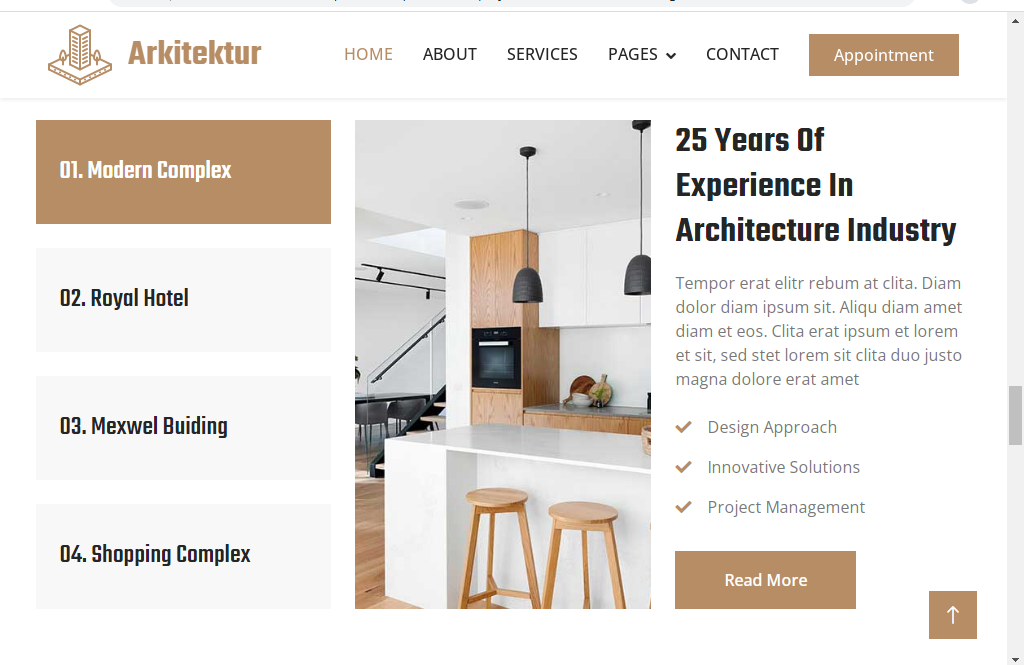 Arkitektur
HOME
ABOUT
SERVICES
PAGES
CONTACT
Appointment
01. Modern Complex
02. Royal Hotel
03. Mexwel Buiding
04. Shopping Complex
25 Years Of
Experience In
Architecture Industry
Tempor erat elitr rebum at clita. Diam
dolor diam ipsum sit. Aliqu diam amet
diam et eos. Clita erat ipsum et lorem
et sit, sed stet lorem sit clita duo justo
magna dolore erat amet
Design Approach
Innovative Solutions
Project Management
Read More